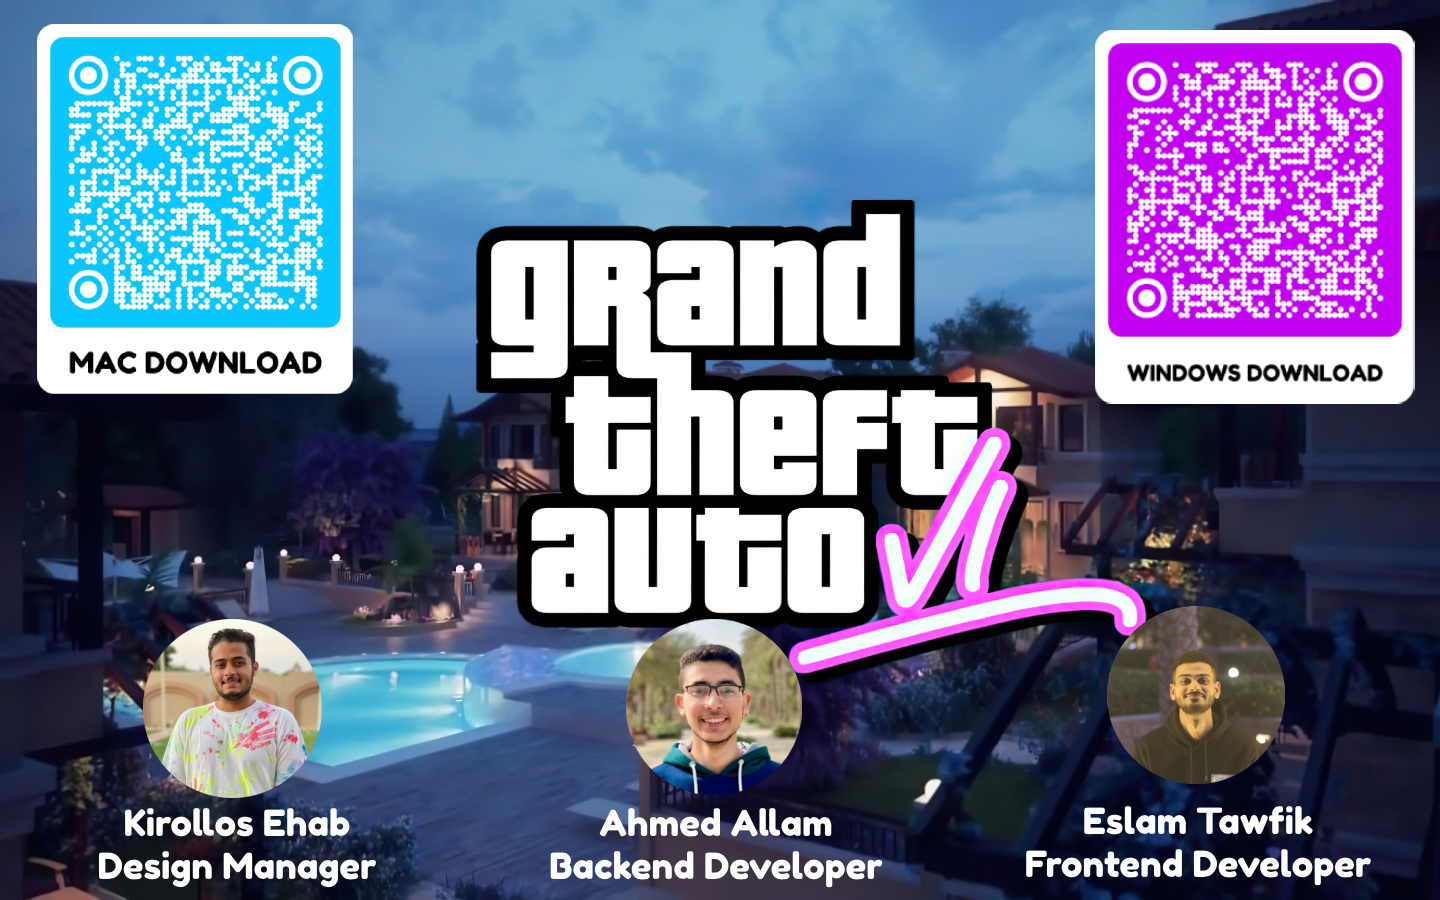 MAC DOWNLOAD
WINDOWS DOWNLOAD
grand
theft
auto VI
Kirollos Ehab
Design Manager
Ahmed Allam
Backend Developer
Eslam Tawfik
Frontend Developer